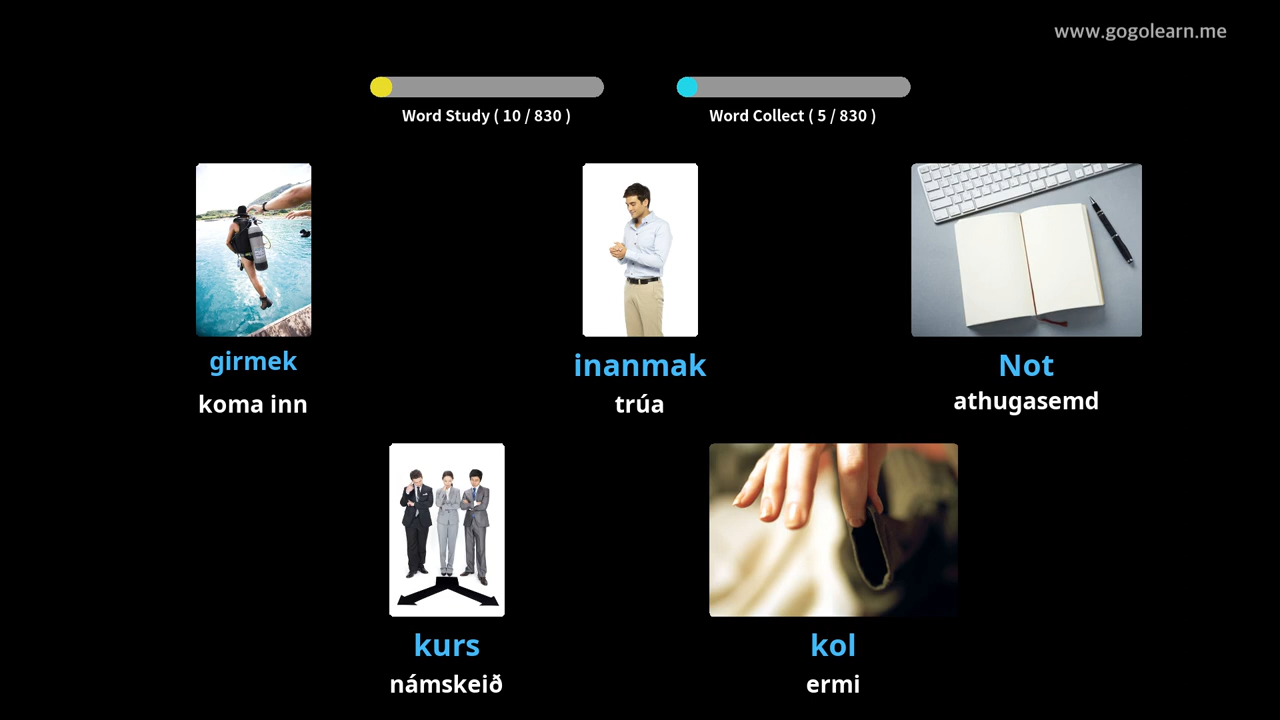 www.gogolearn.me
Word Study ( 10 / 830 )
Word Collect ( 5 / 830 )
girmek
koma inn
inanmak
trúa
Not
athugasemd
kurs
námskeið
kol
ermi